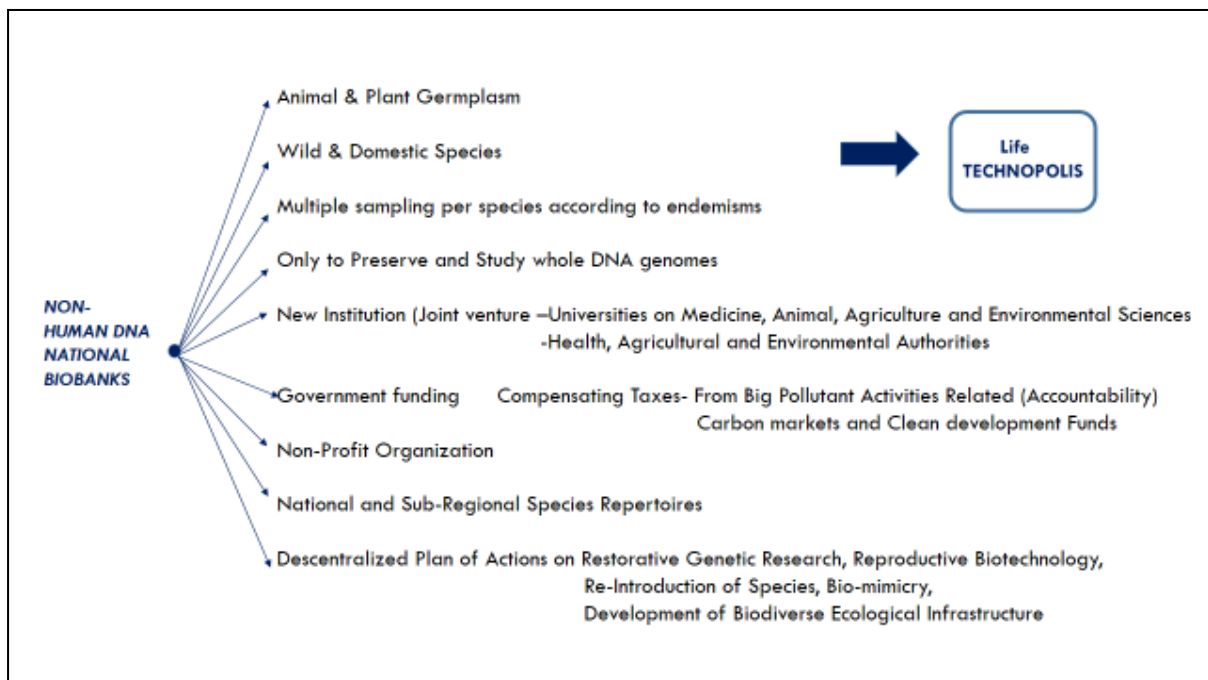 Animal & Plant Germplasm
Wild & Domestic Species
Life
TECHNOPOLIS
Multiple sampling per species according to endemisms
Only to Preserve and Study whole DNA genomes
NON-
HUMAN DNA
NATIONAL
BIOBANKS
New Institution (Joint venture –Universities on Medicine, Animal, Agriculture and Environmental Sciences
-Health, Agricultural and Environmental Authorities
Government funding Compensating Taxes- From Big Pollutant Activities Related (Accountability)
Carbon markets and Clean development Funds
Non-Profit Organization
National and Sub-Regional Species Repertoires
Descentralized Plan of Actions on Restorative Genetic Research, Reproductive Biotechnology,
Re-Introduction of Species, Bio-mimicry,
Development of Biodiverse Ecological Infrastructure